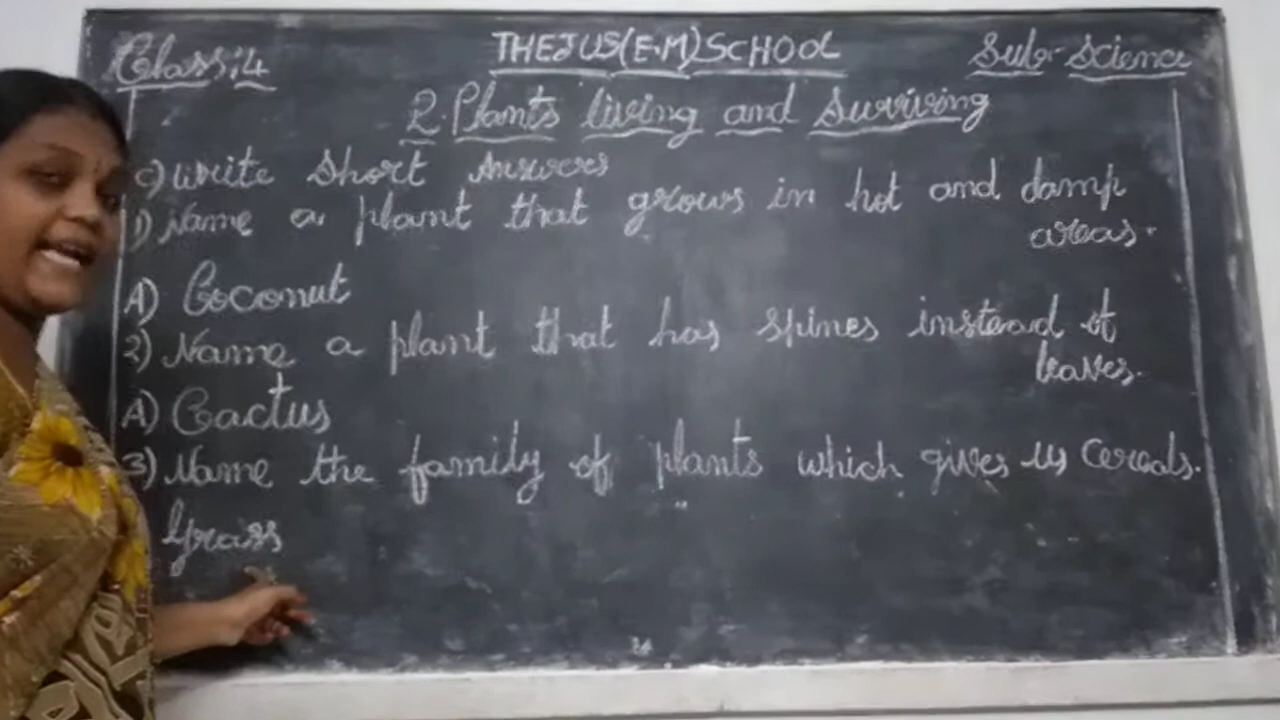 Class:4 THEJUS(E.M)SCHOOL Sub- Science
2. Plants living and Surviving
c) Write Short Answers
1) Name a plant that grows in hot and damp
areas.
A) Coconut
2) Name a plant that has spines instead of
leaves.
A) Cactus
3) Name the family of plants which gives us Cereals.
Grass